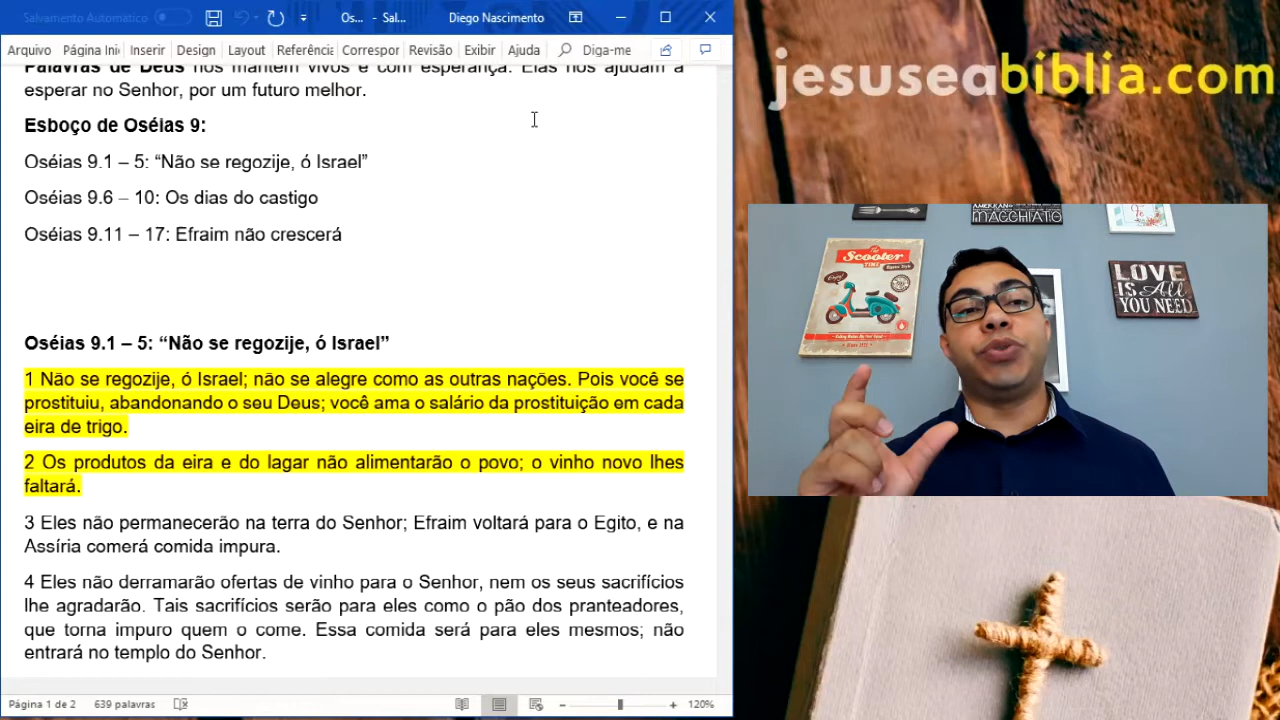 Salvamento Automático
Os... - Sal...
Diego Nascimento
Arquivo Página Ini Inserir Design Layout Referência Correspor Revisão Exibir Ajuda Diga-me
Palavras de Deus nos mantém vivos e com esperança. Elas nos ajudam a
esperar no Senhor, por um futuro melhor.
Esboço de Oséias 9:
Oséias 9.1 – 5: “Não se regozije, ó Israel”
Oséias 9.6 – 10: Os dias do castigo
Oséias 9.11 – 17: Efraim não crescerá
Oséias 9.1 – 5: “Não se regozije, ó Israel”
1 Não se regozije, ó Israel; não se alegre como as outras nações. Pois você se
prostituiu, abandonando o seu Deus; você ama o salário da prostituição em cada
eira de trigo.
2 Os produtos da eira e do lagar não alimentarão o povo; o vinho novo lhes
faltará.
3 Eles não permanecerão na terra do Senhor; Efraim voltará para o Egito, e na
Assíria comerá comida impura.
4 Eles não derramarão ofertas de vinho para o Senhor, nem os seus sacrifícios
lhe agradarão. Tais sacrifícios serão para eles como o pão dos pranteadores,
que torna impuro quem o come. Essa comida será para eles mesmos; não
entrará no templo do Senhor.
Página 1 de 2 639 palavras
120%
jesuseabiblia.com
MACCHIATO
The
Scooter
TIME
Enjoy!
LOVE
IS All
YOU NEED.